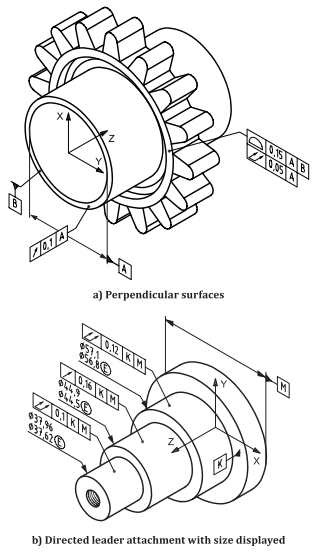 X
Z
Y
⌓ 0,15 A B
⌰ 0,05 A
B
↗ 0,1 A
A
a) Perpendicular surfaces
⌰ 0.12 K M
Ø57,1
Ø56,8 Ⓔ
⌰ 0.16 K M
Ø44,9
Ø44,5 Ⓔ
⌰ 0.1 K M
Ø37,96
Ø37,62 Ⓔ
M
Y
Z
X
K
b) Directed leader attachment with size displayed